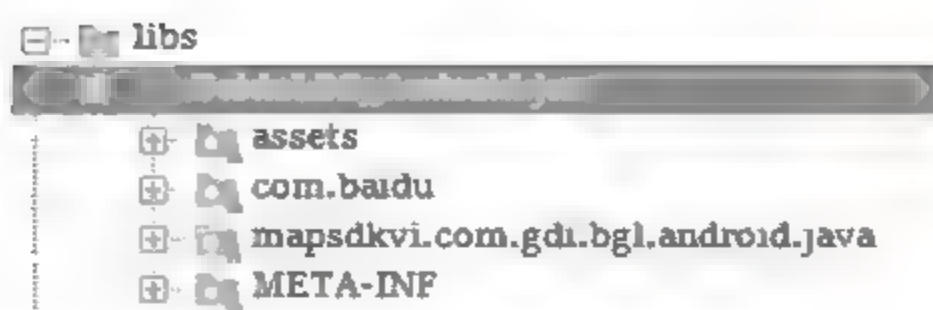 libs
assets
com.baidu
mapsdkvi.com.gdi.bgl.android.java
META-INF